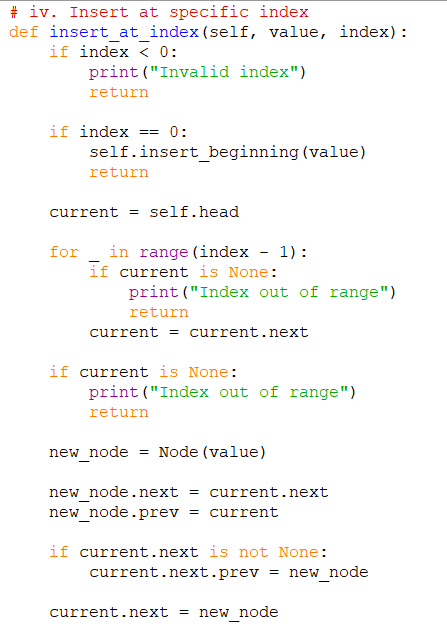 # iv. Insert at specific index
def insert_at_index(self, value, index):
    if index < 0:
        print("Invalid index")
        return

    if index == 0:
        self.insert_beginning(value)
        return

    current = self.head

    for _ in range(index - 1):
        if current is None:
            print("Index out of range")
            return
        current = current.next

    if current is None:
        print("Index out of range")
        return

    new_node = Node(value)

    new_node.next = current.next
    new_node.prev = current

    if current.next is not None:
        current.next.prev = new_node

    current.next = new_node